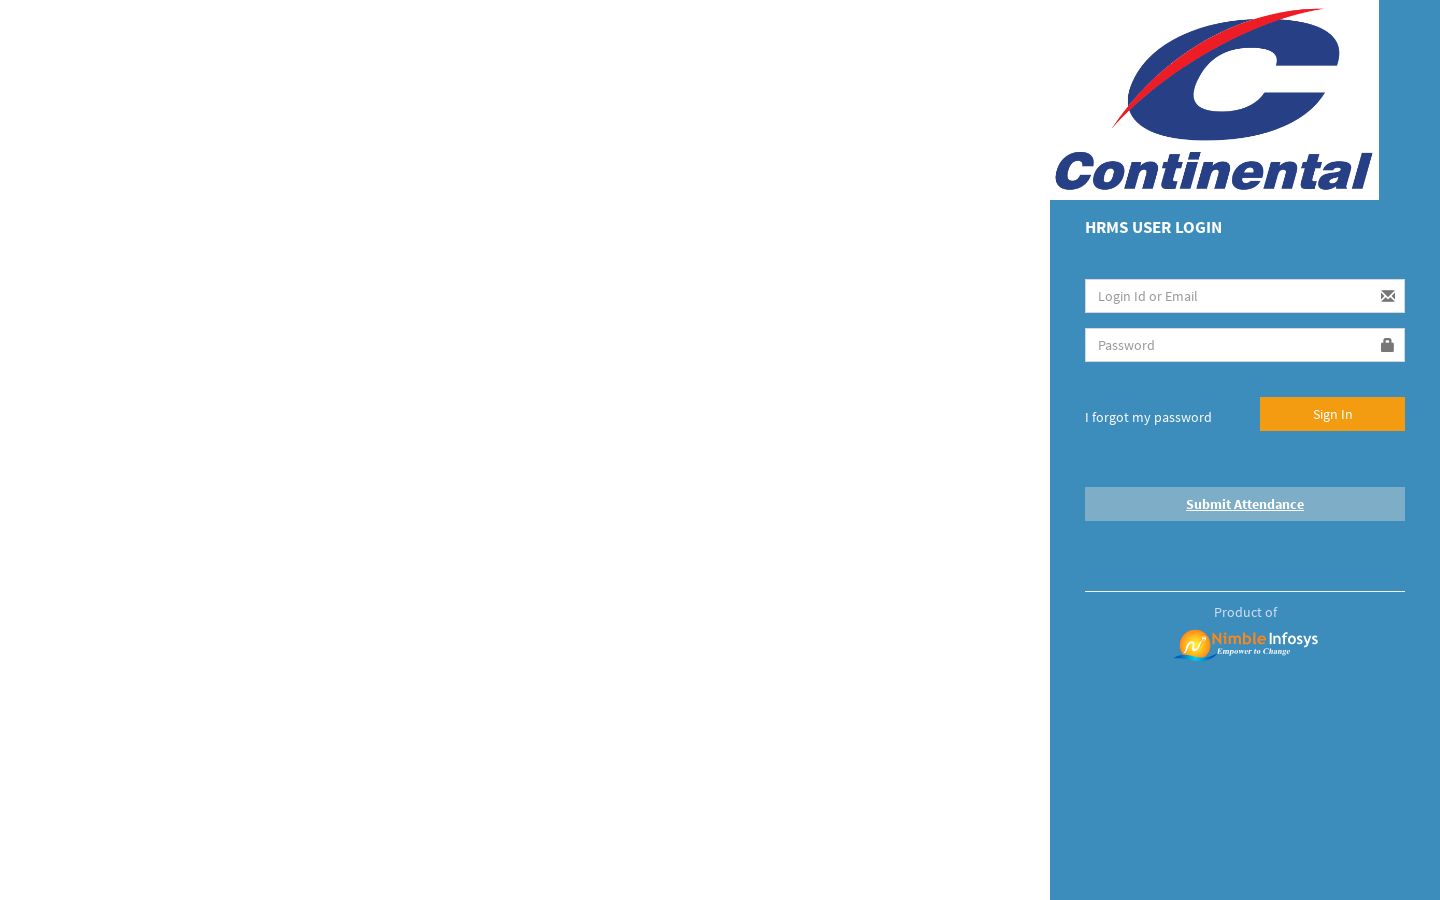 Continental
HRMS USER LOGIN
Login Id or Email
Password
I forgot my password
Sign In
Submit Attendance
Product of
Nimble Infosys
Empower to Change